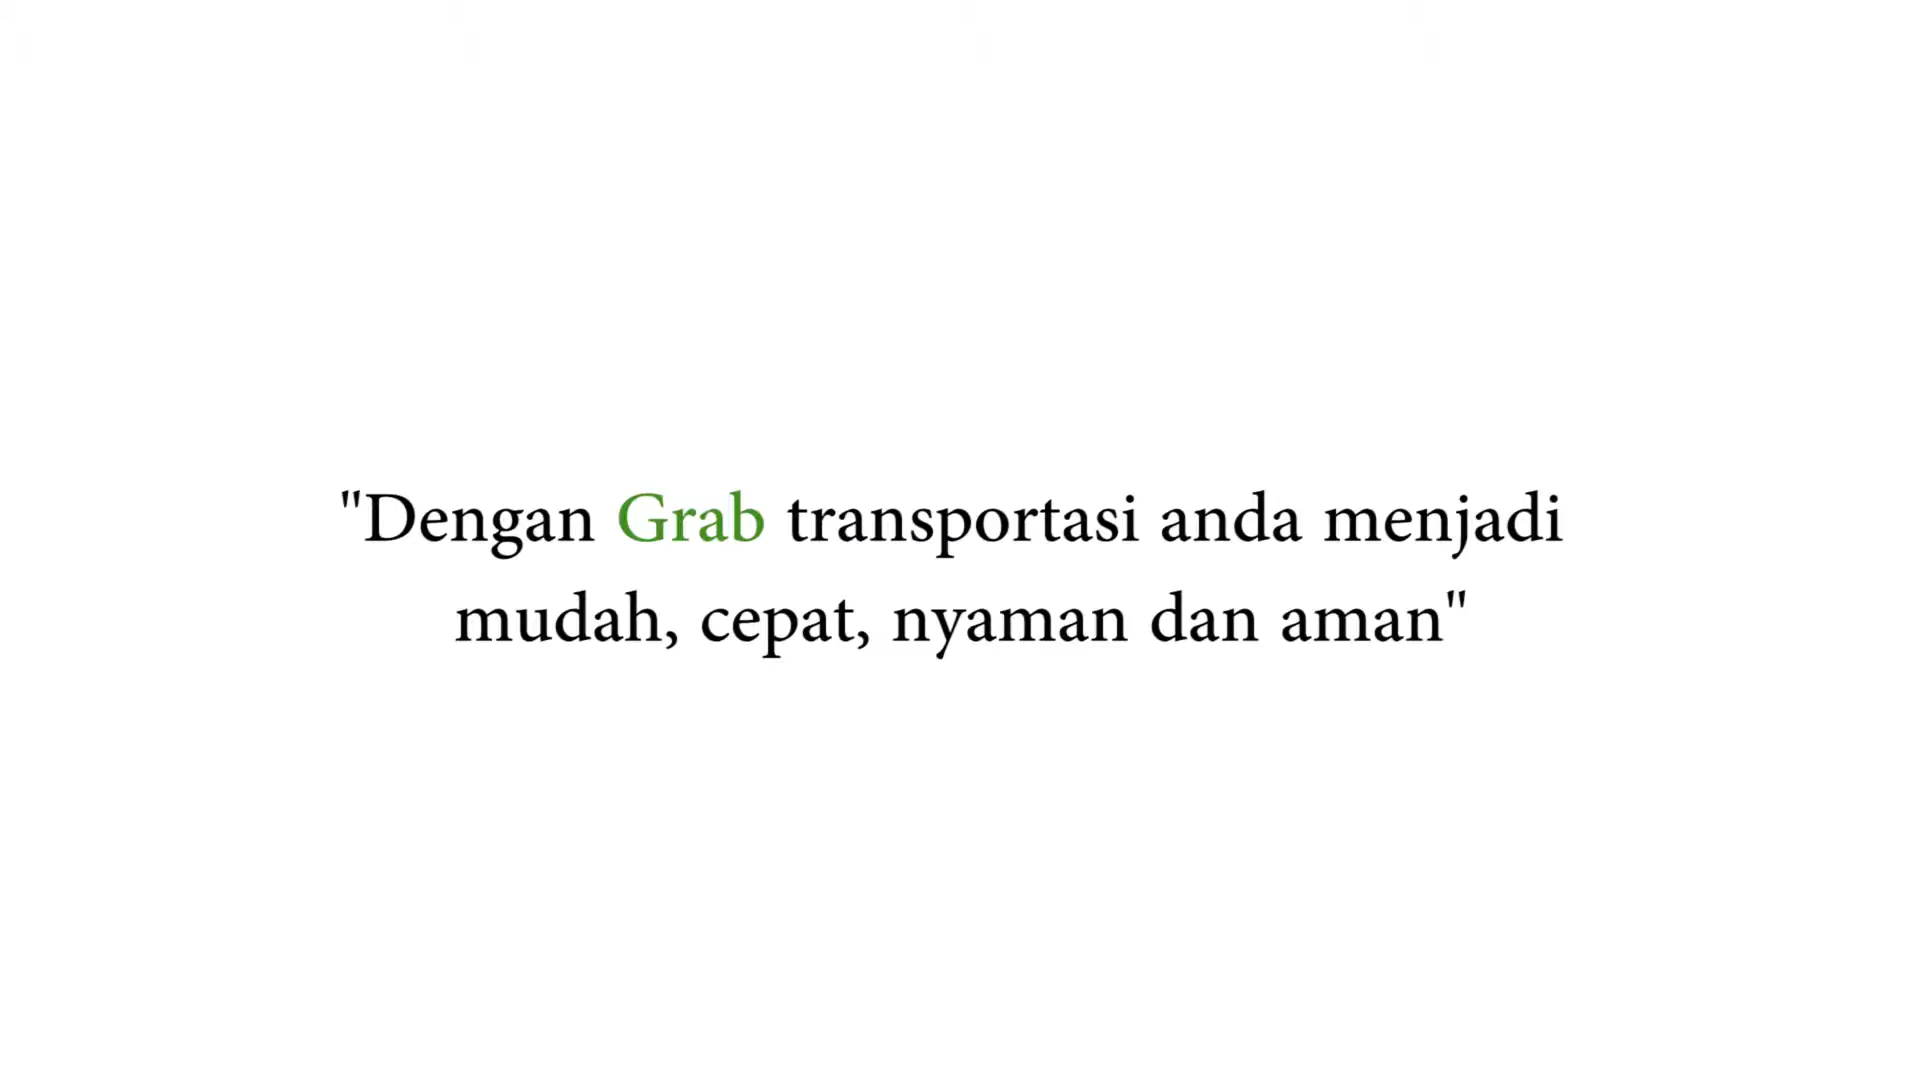 "Dengan Grab transportasi anda menjadi
mudah, cepat, nyaman dan aman"